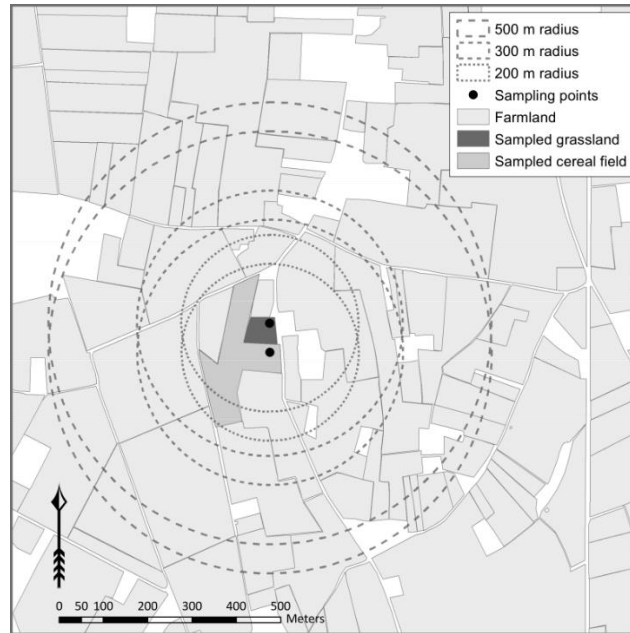 500 m radius
300 m radius
200 m radius
Sampling points
Farmland
Sampled grassland
Sampled cereal field
0 50 100 200 300 400 500
Meters